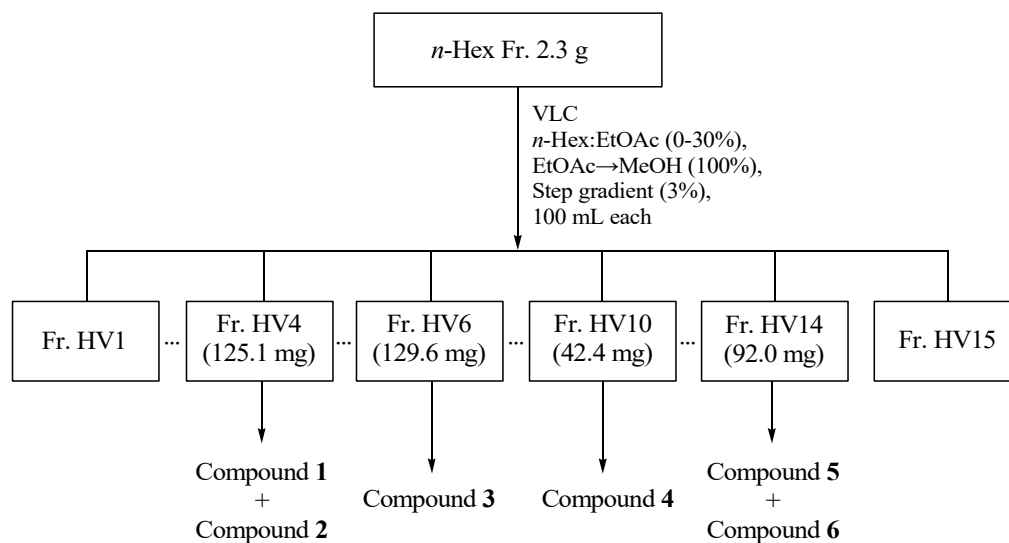 n-Hex Fr. 2.3 g
VLC
n-Hex:EtOAc (0-30%),
EtOAc→MeOH (100%),
Step gradient (3%),
100 mL each
Fr. HV1
...
Fr. HV4
(125.1 mg)
...
Fr. HV6
(129.6 mg)
...
Fr. HV10
(42.4 mg)
...
Fr. HV14
(92.0 mg)
Fr. HV15
Compound 1
+
Compound 2
Compound 3
Compound 4
Compound 5
+
Compound 6